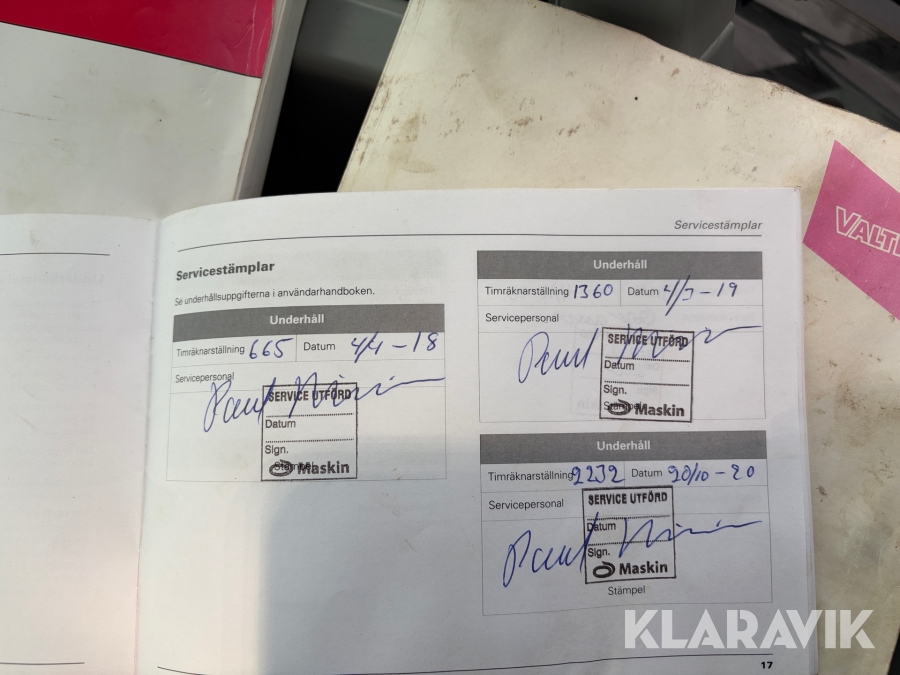 VALT
Servicestämplar
Servicestämplar
Se underhållsuppgifterna i användarhandboken.
Underhåll
Timräknarställning 665 Datum 4/4-18
Servicepersonal
SERVICE UTFÖRD
Datum
Sign.
Stämpel
Maskin
Underhåll
Timräknarställning 1360 Datum 4/3-19
Servicepersonal
SERVICE UTFÖRD
Datum
Sign.
Stämpel
Maskin
Underhåll
Timräknarställning 2232 Datum 20/10-20
Servicepersonal
SERVICE UTFÖRD
Datum
Sign.
Maskin
Stämpel
17
KLARAVIK